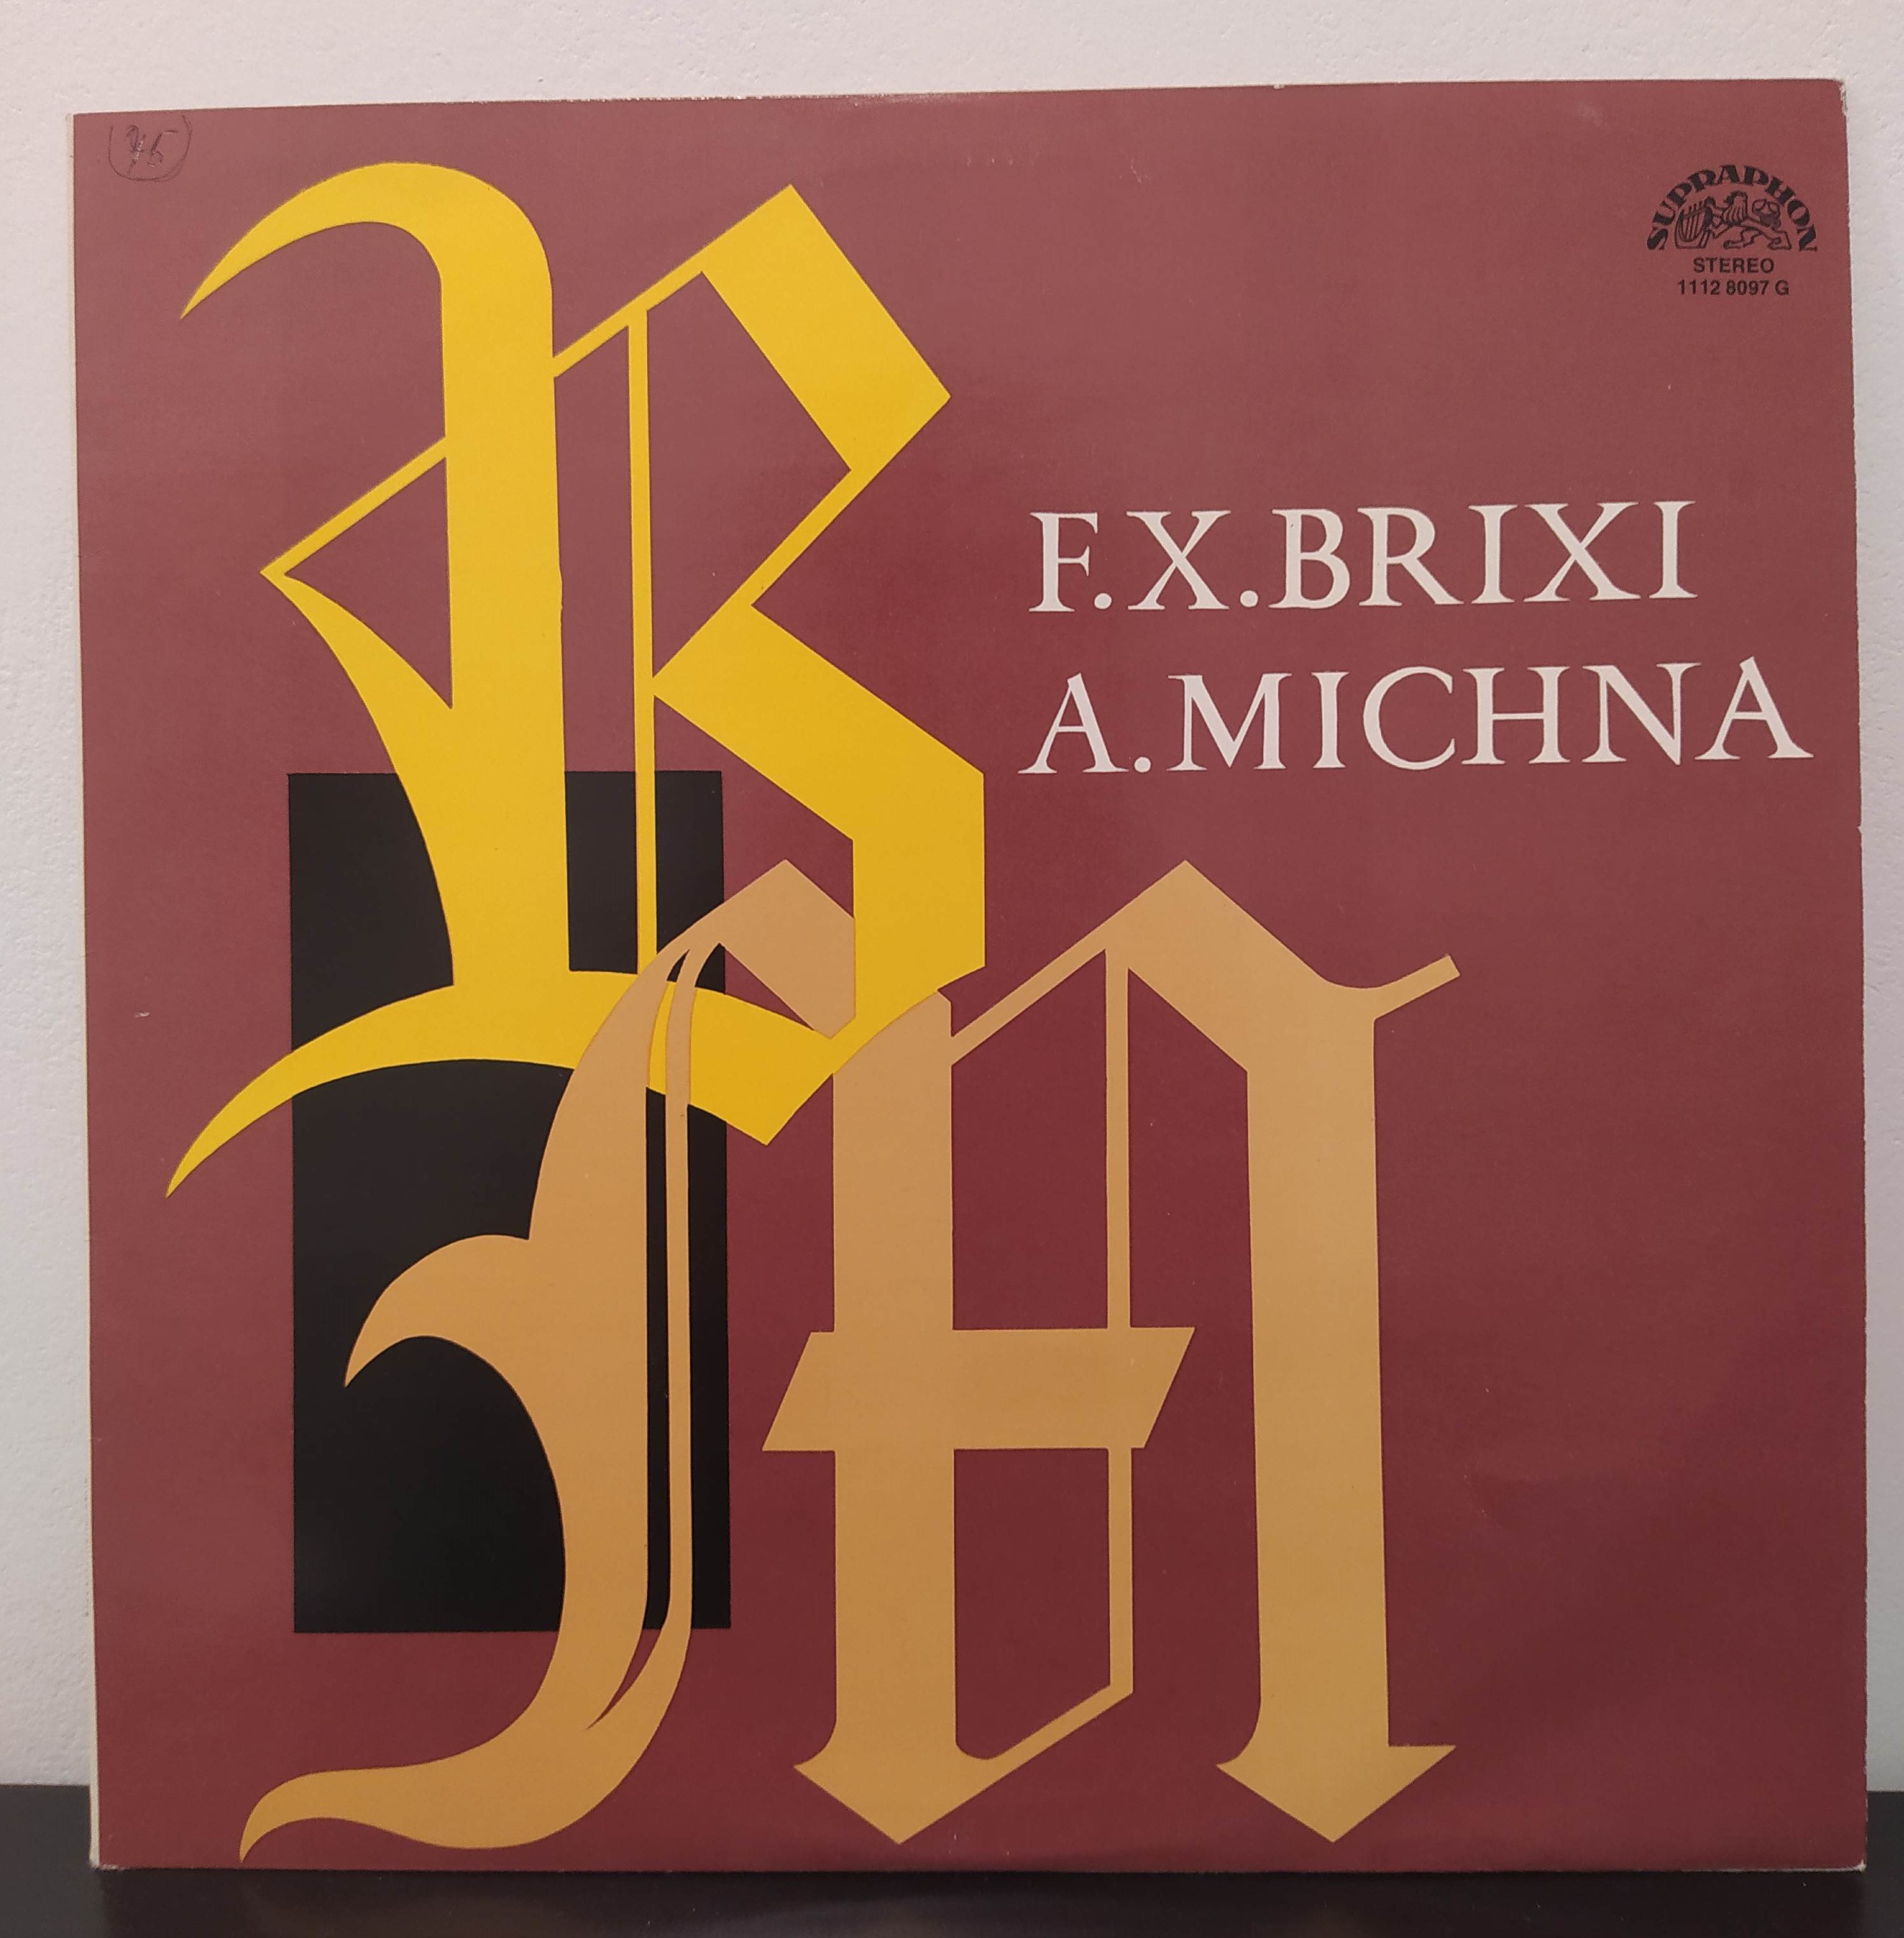 SUPRAPHON
STEREO
1112 8097 G
F.X.BRIXI
A.MICHNA
B
M